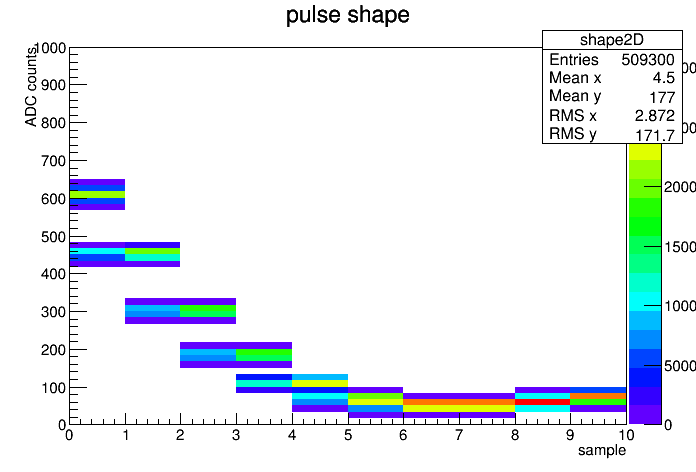 pulse shape
shape2D
Entries 509300
Mean x 4.5
Mean y 177
RMS x 2.872
RMS y 171.7
ADC counts
1000
900
800
700
600
500
400
300
200
100
0
0 1 2 3 4 5 6 7 8 9 10
sample
2000
1500
1000
5000
0